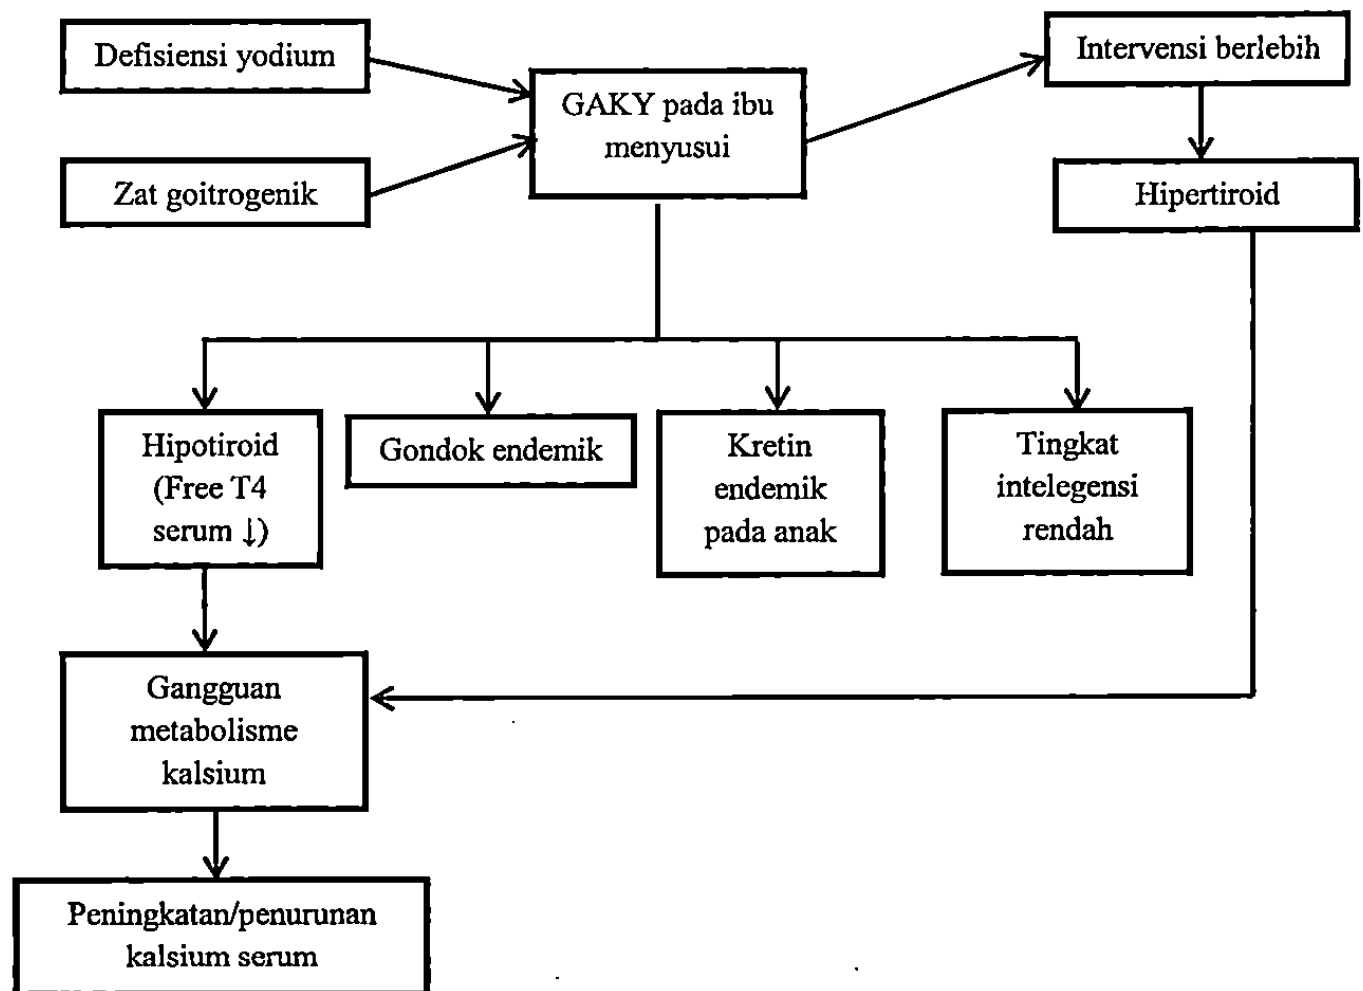 Defisiensi yodium
Zat goitrogenik
GAKY pada ibu
menyusui
Intervensi berlebih
Hipertiroid
Hipotiroid
(Free T4
serum ↓)
Gondok endemik
Kretin
endemik
pada anak
Tingkat
intelegensi
rendah
Gangguan
metabolisme
kalsium
Peningkatan/penurunan
kalsium serum